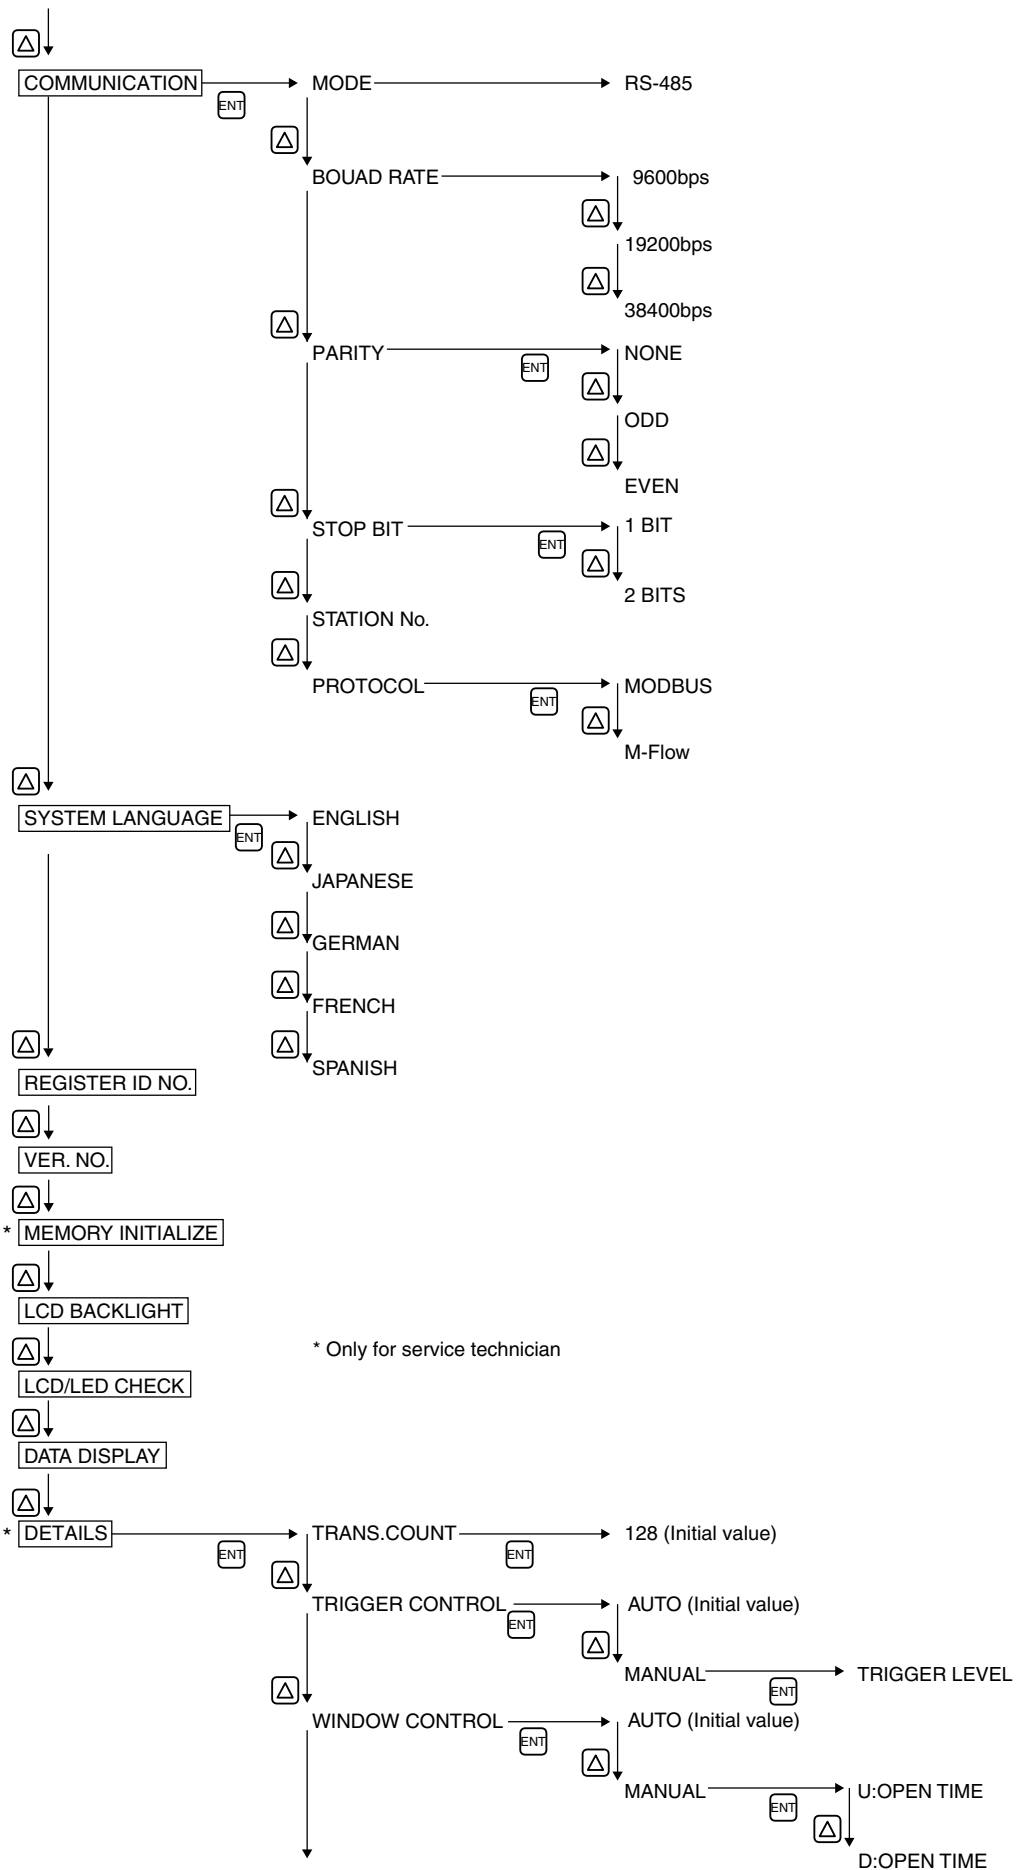 COMMUNICATION MODE RS-485
ENT
BOUAD RATE 9600bps
19200bps
38400bps
PARITY NONE
ENT
ODD
EVEN
STOP BIT 1 BIT
ENT
2 BITS
STATION No.
PROTOCOL MODBUS
ENT
M-Flow
SYSTEM LANGUAGE ENGLISH
ENT
JAPANESE
GERMAN
FRENCH
SPANISH
REGISTER ID NO.
VER. NO.
* MEMORY INITIALIZE
LCD BACKLIGHT
* Only for service technician
LCD/LED CHECK
DATA DISPLAY
* DETAILS TRANS.COUNT 128 (Initial value)
ENT ENT
TRIGGER CONTROL AUTO (Initial value)
ENT
MANUAL TRIGGER LEVEL
ENT
WINDOW CONTROL AUTO (Initial value)
ENT
MANUAL U:OPEN TIME
ENT
D:OPEN TIME